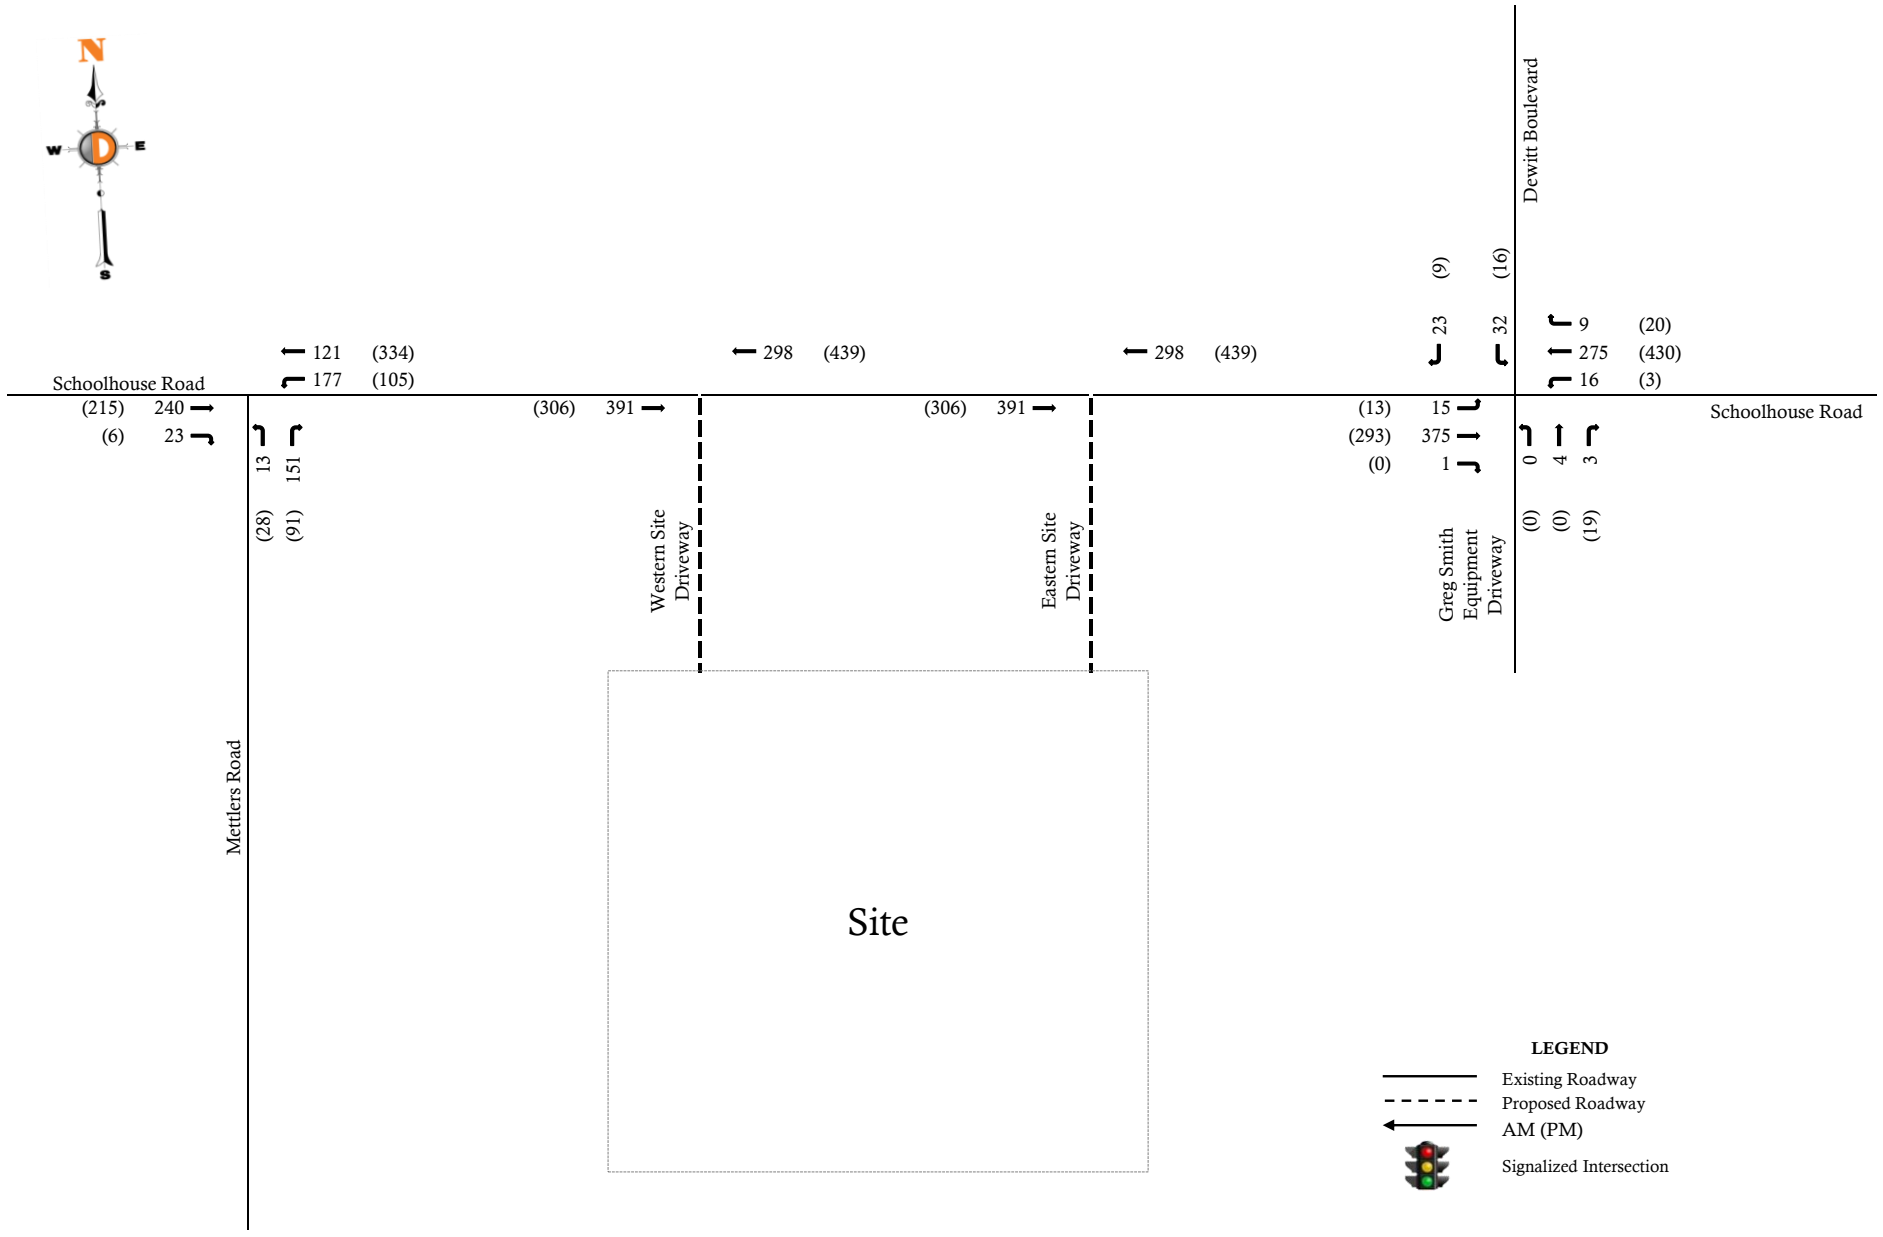 N
W
D
E
S
Dewitt Boulevard
(9)
(16)
23
32
9 (20)
275 (430)
16 (3)
121 (334)
177 (105)
298 (439)
298 (439)
Schoolhouse Road
Schoolhouse Road
(215) 240
(6) 23
(306) 391
(306) 391
(13) 15
(293) 375
(0) 1
13
151
(28)
(91)
0
4
3
(0)
(0)
(19)
Western Site
Driveway
Eastern Site
Driveway
Greg Smith
Equipment
Driveway
Mettlers Road
Site
LEGEND
Existing Roadway
Proposed Roadway
AM (PM)
Signalized Intersection